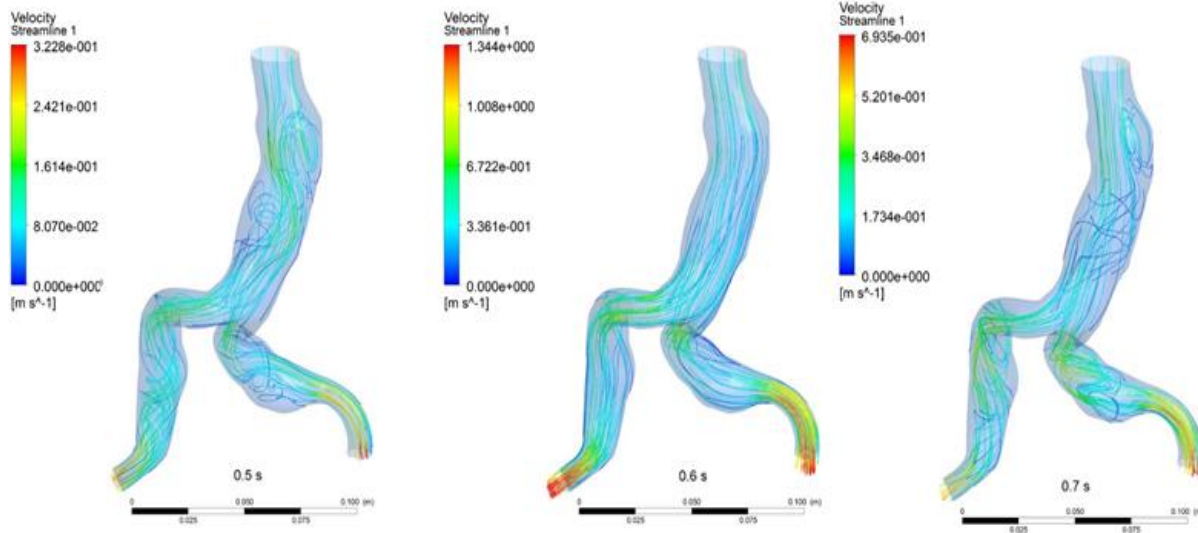 Velocity
Streamline 1
3.228e-001
2.421e-001
1.614e-001
8.070e-002
0.000e+000
[m s^-1]
0.5 s
0 0.050 0.100 (m)
0.025 0.075
Velocity
Streamline 1
1.344e+000
1.008e+000
6.722e-001
3.361e-001
0.000e+000
[m s^-1]
0.6 s
0 0.050 0.100 (m)
0.025 0.075
Velocity
Streamline 1
6.935e-001
5.201e-001
3.468e-001
1.734e-001
0.000e+000
[m s^-1]
0.7 s
0 0.050 0.100 (m
0.025 0.075